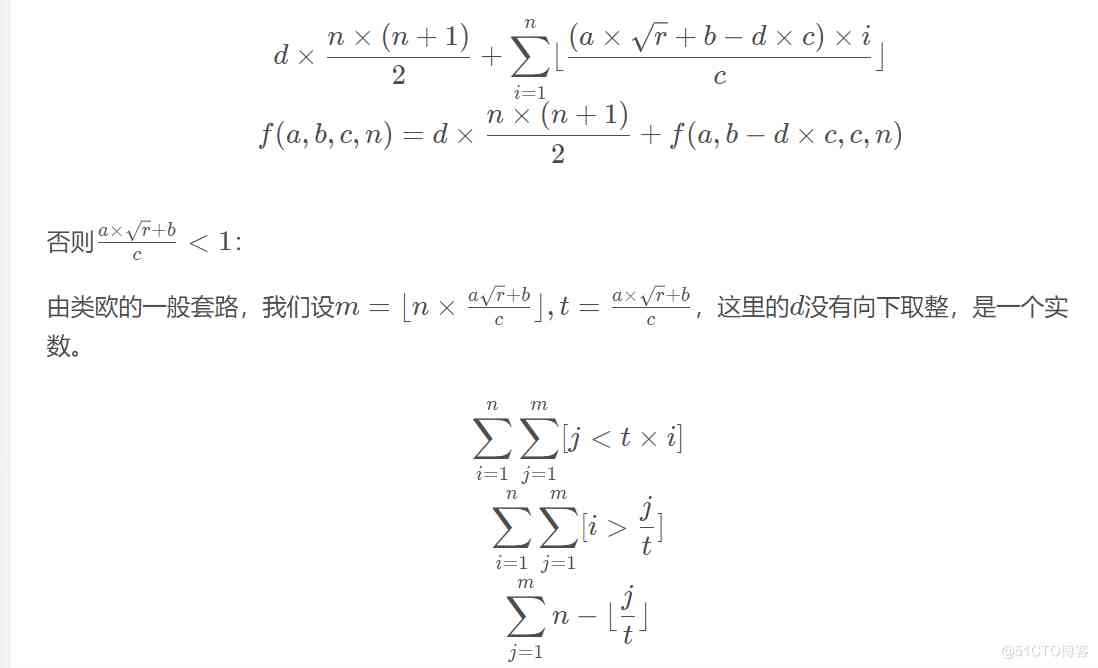 d × n × (n + 1) / 2 + ∑_{i=1}^{n} ⌊(a × √r + b − d × c) × i / c⌋
f(a, b, c, n) = d × n × (n + 1) / 2 + f(a, b − d × c, c, n)
否则 (a×√r+b)/c < 1:
由类欧的一般套路，我们设m = ⌊n × (a√r+b)/c⌋, t = (a×√r+b)/c，这里的d没有向下取整，是一个实
数。
∑_{i=1}^{n} ∑_{j=1}^{m} [j < t × i]
∑_{i=1}^{n} ∑_{j=1}^{m} [i > j/t]
∑_{j=1}^{m} n − ⌊j/t⌋
@51CTO博客